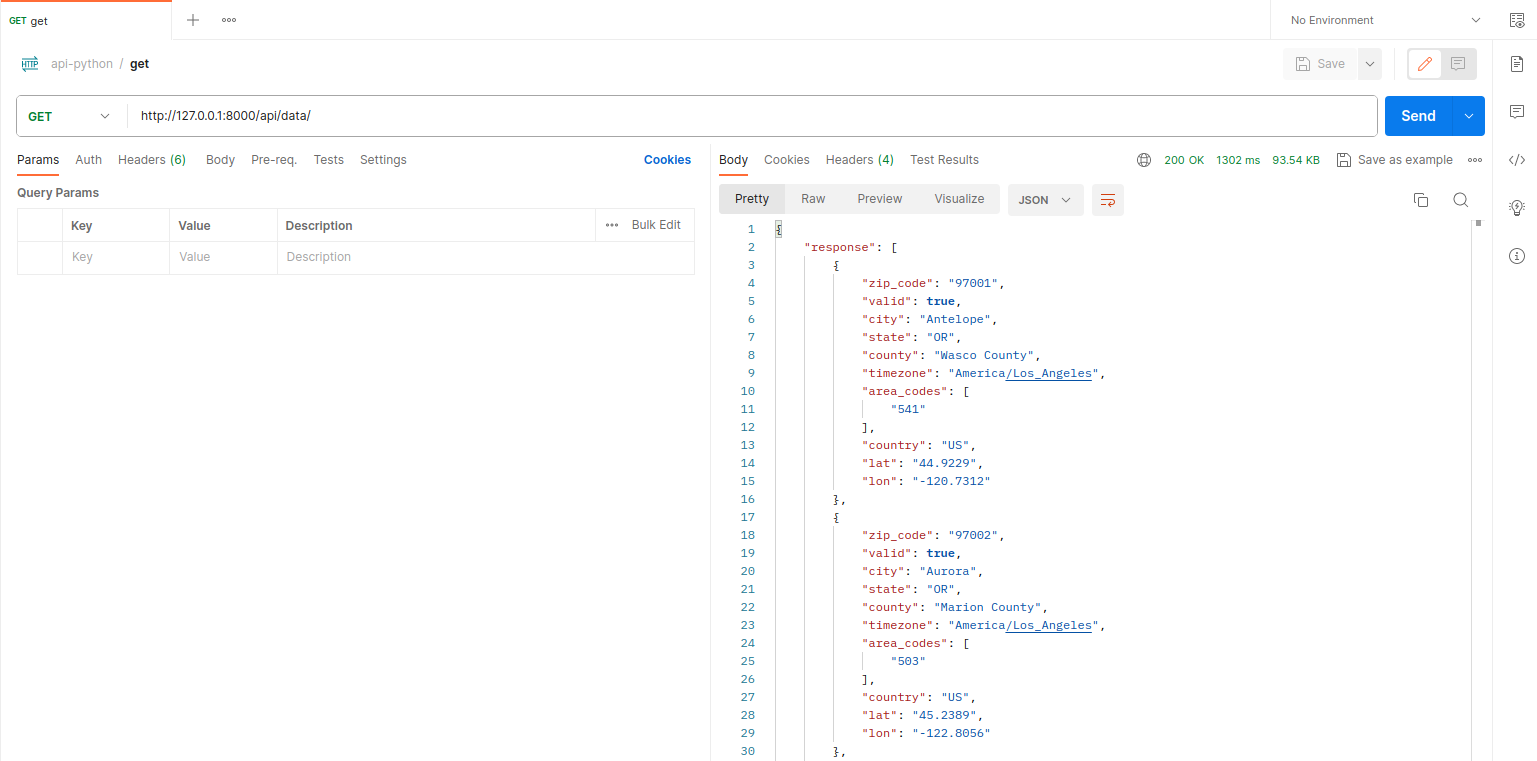 GET get
No Environment
HTTP api-python / get
Save
GET http://127.0.0.1:8000/api/data/ Send
Params Auth Headers (6) Body Pre-req. Tests Settings Cookies
Query Params
Key Value Description Bulk Edit
Key Value Description
Body Cookies Headers (4) Test Results 200 OK 1302 ms 93.54 KB Save as example
Pretty Raw Preview Visualize JSON
1 {
2 "response": [
3 {
4 "zip_code": "97001",
5 "valid": true,
6 "city": "Antelope",
7 "state": "OR",
8 "county": "Wasco County",
9 "timezone": "America/Los_Angeles",
10 "area_codes": [
11 "541"
12 ],
13 "country": "US",
14 "lat": "44.9229",
15 "lon": "-120.7312"
16 },
17 {
18 "zip_code": "97002",
19 "valid": true,
20 "city": "Aurora",
21 "state": "OR",
22 "county": "Marion County",
23 "timezone": "America/Los_Angeles",
24 "area_codes": [
25 "503"
26 ],
27 "country": "US",
28 "lat": "45.2389",
29 "lon": "-122.8056"
30 },